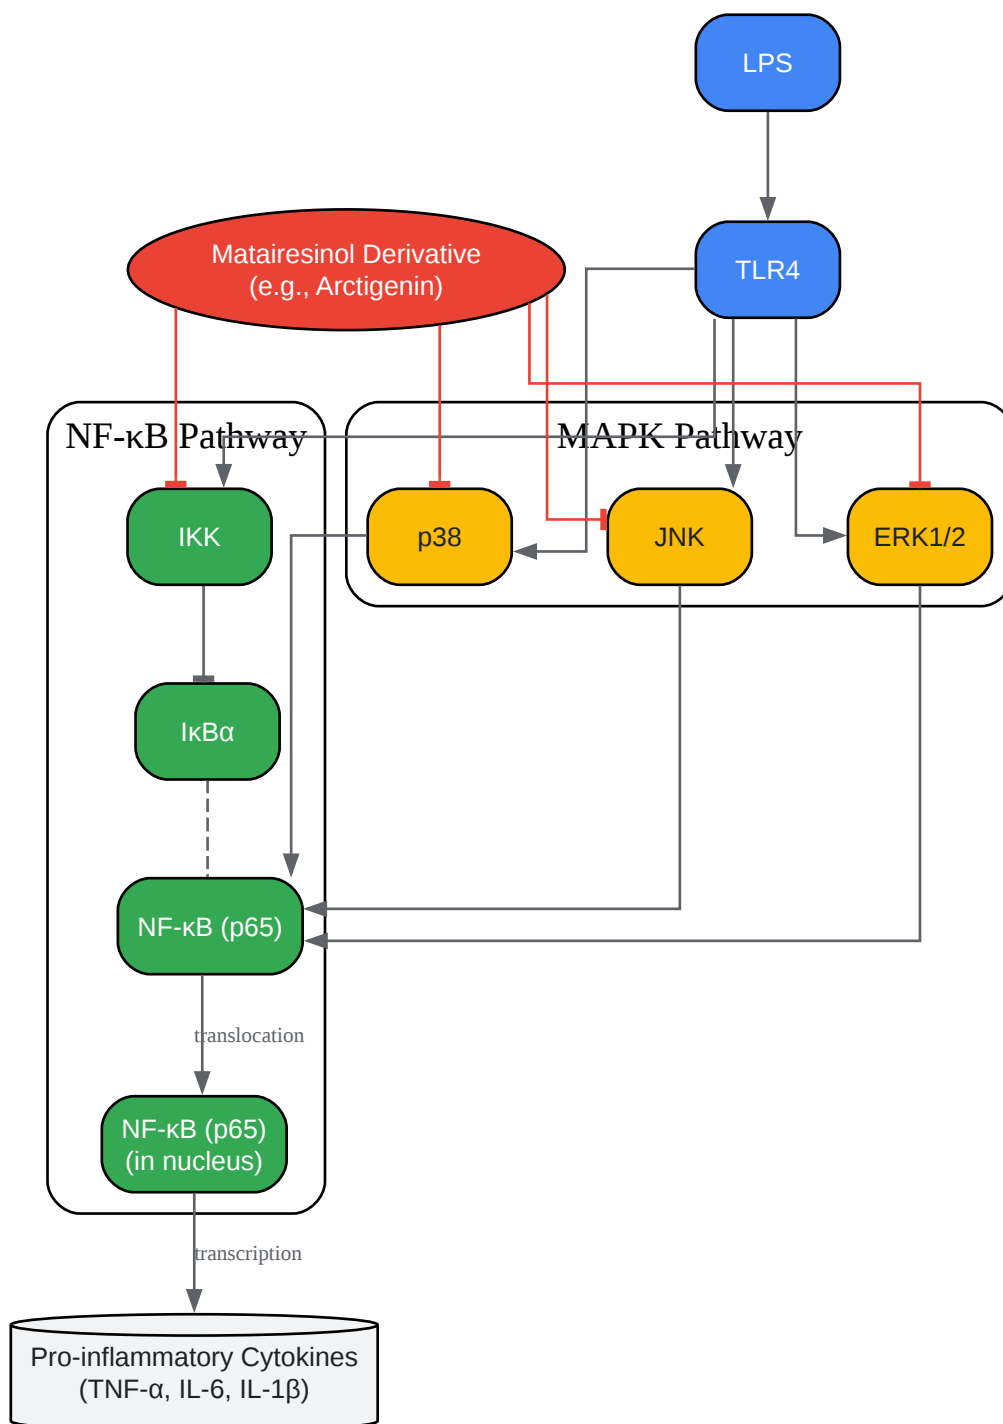 LPS
Matairesinol Derivative
(e.g., Arctigenin)
TLR4
NF-κB Pathway
MAPK Pathway
IKK
p38
JNK
ERK1/2
IκBα
NF-κB (p65)
translocation
NF-κB (p65)
(in nucleus)
transcription
Pro-inflammatory Cytokines
(TNF-α, IL-6, IL-1β)